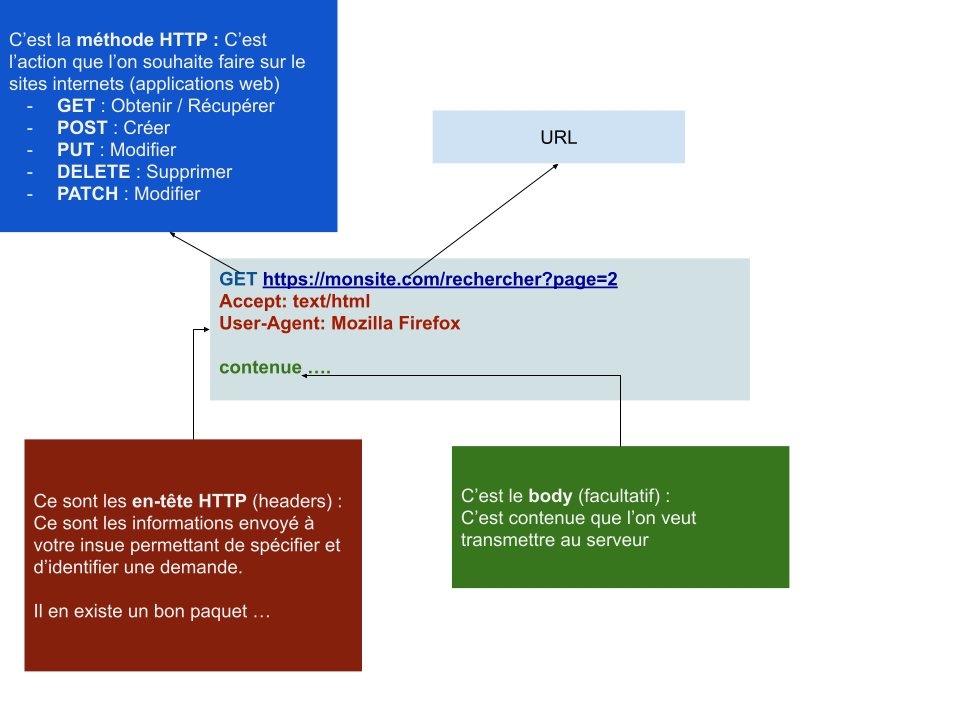 C’est la méthode HTTP : C’est
l’action que l’on souhaite faire sur le
sites internets (applications web)
- GET : Obtenir / Récupérer
- POST : Créer
- PUT : Modifier
- DELETE : Supprimer
- PATCH : Modifier
URL
GET https://monsite.com/rechercher?page=2
Accept: text/html
User-Agent: Mozilla Firefox
contenue ….
Ce sont les en-tête HTTP (headers) :
Ce sont les informations envoyé à
votre insue permettant de spécifier et
d’identifier une demande.
Il en existe un bon paquet …
C’est le body (facultatif) :
C’est contenue que l’on veut
transmettre au serveur